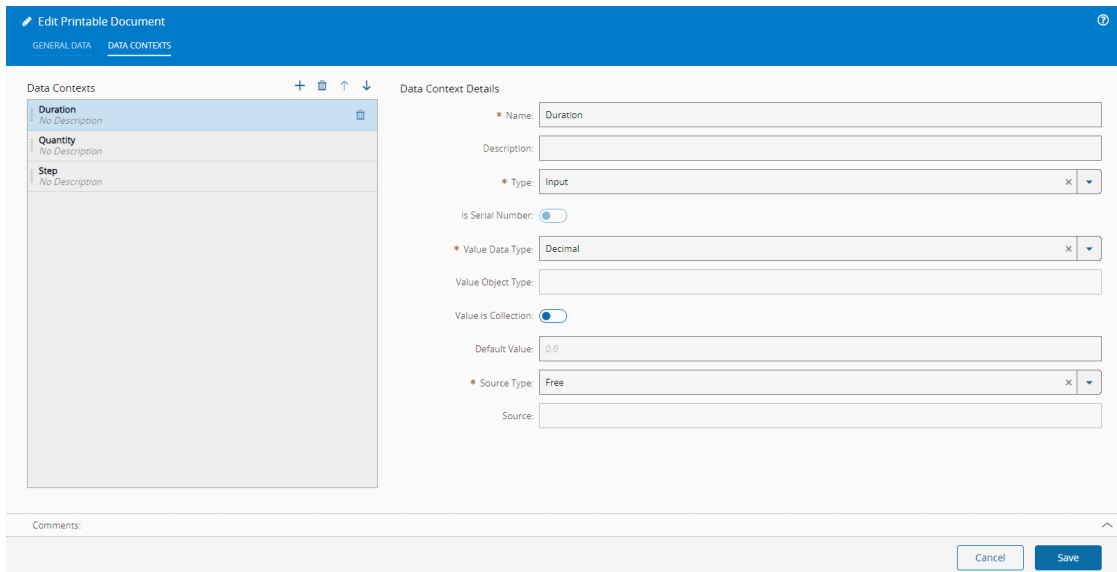 Edit Printable Document
GENERAL DATA DATA CONTEXTS
Data Contexts
Duration
No Description
Quantity
No Description
Step
No Description
Data Context Details
* Name: Duration
Description:
* Type: Input
Is Serial Number:
* Value Data Type: Decimal
Value Object Type:
Value is Collection:
Default Value: 0.0
* Source Type: Free
Source:
Comments:
Cancel Save